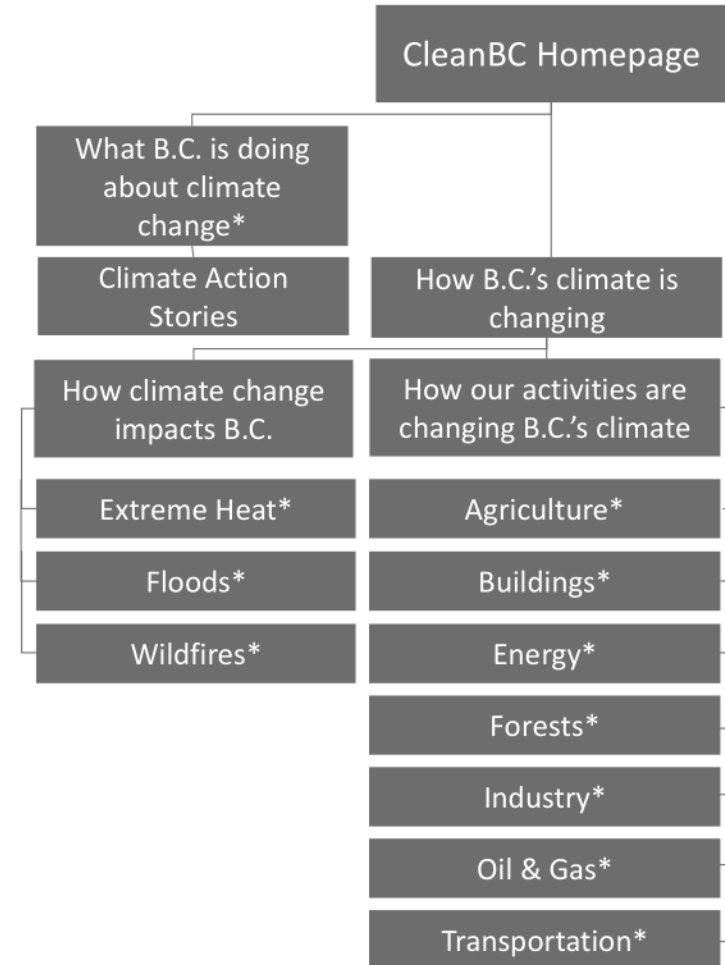 CleanBC Homepage
What B.C. is doing
about climate
change*
Climate Action
Stories
How B.C.’s climate is
changing
How climate change
impacts B.C.
How our activities are
changing B.C.’s climate
Extreme Heat*
Floods*
Wildfires*
Agriculture*
Buildings*
Energy*
Forests*
Industry*
Oil & Gas*
Transportation*